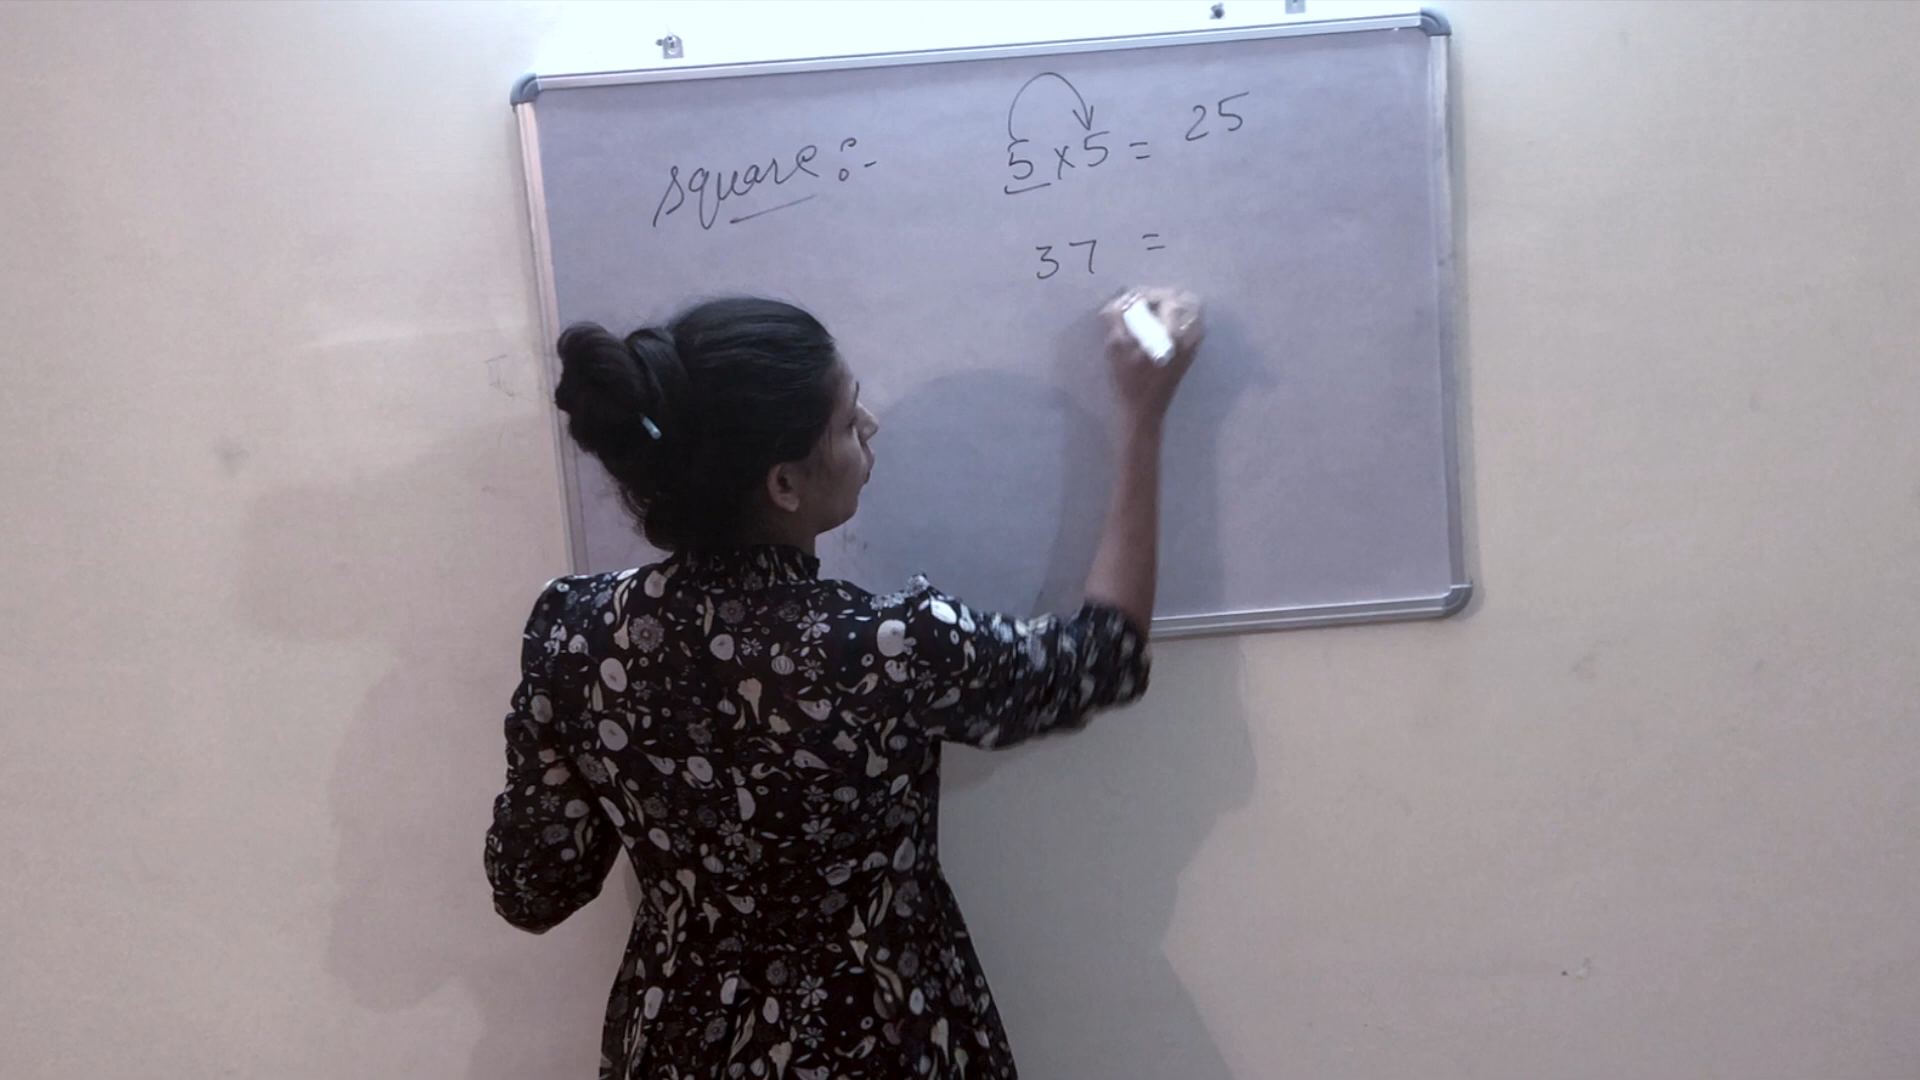 square :- 5 x 5 = 25
37 =